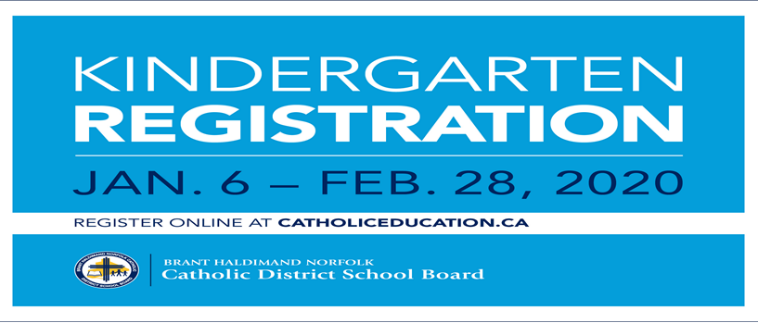 KINDERGARTEN
REGISTRATION
JAN. 6 – FEB. 28, 2020
REGISTER ONLINE AT CATHOLICEDUCATION.CA
BRANT HALDIMAND NORFOLK
Catholic District School Board